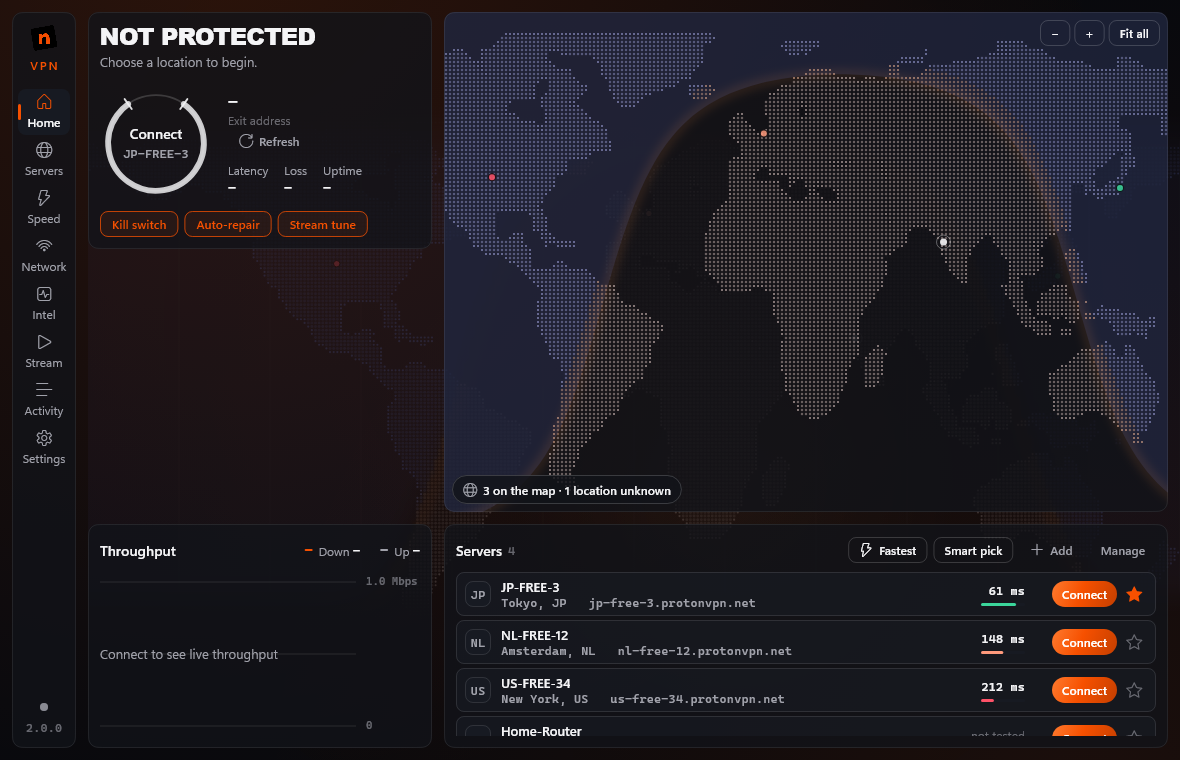 n
VPN
Home
Servers
Speed
Network
Intel
Stream
Activity
Settings
2.0.0
NOT PROTECTED
Choose a location to begin.
Connect
JP-FREE-3
–
Exit address
Refresh
Latency Loss Uptime
– – –
Kill switch Auto-repair Stream tune
− + Fit all
3 on the map · 1 location unknown
Throughput Down – Up –
1.0 Mbps
Connect to see live throughput
0
Servers 4 Fastest Smart pick Add Manage
JP JP-FREE-3 61 ms Connect
Tokyo, JP jp-free-3.protonvpn.net
NL NL-FREE-12 148 ms Connect
Amsterdam, NL nl-free-12.protonvpn.net
US US-FREE-34 212 ms Connect
New York, US us-free-34.protonvpn.net
Home-Router not tested Connect